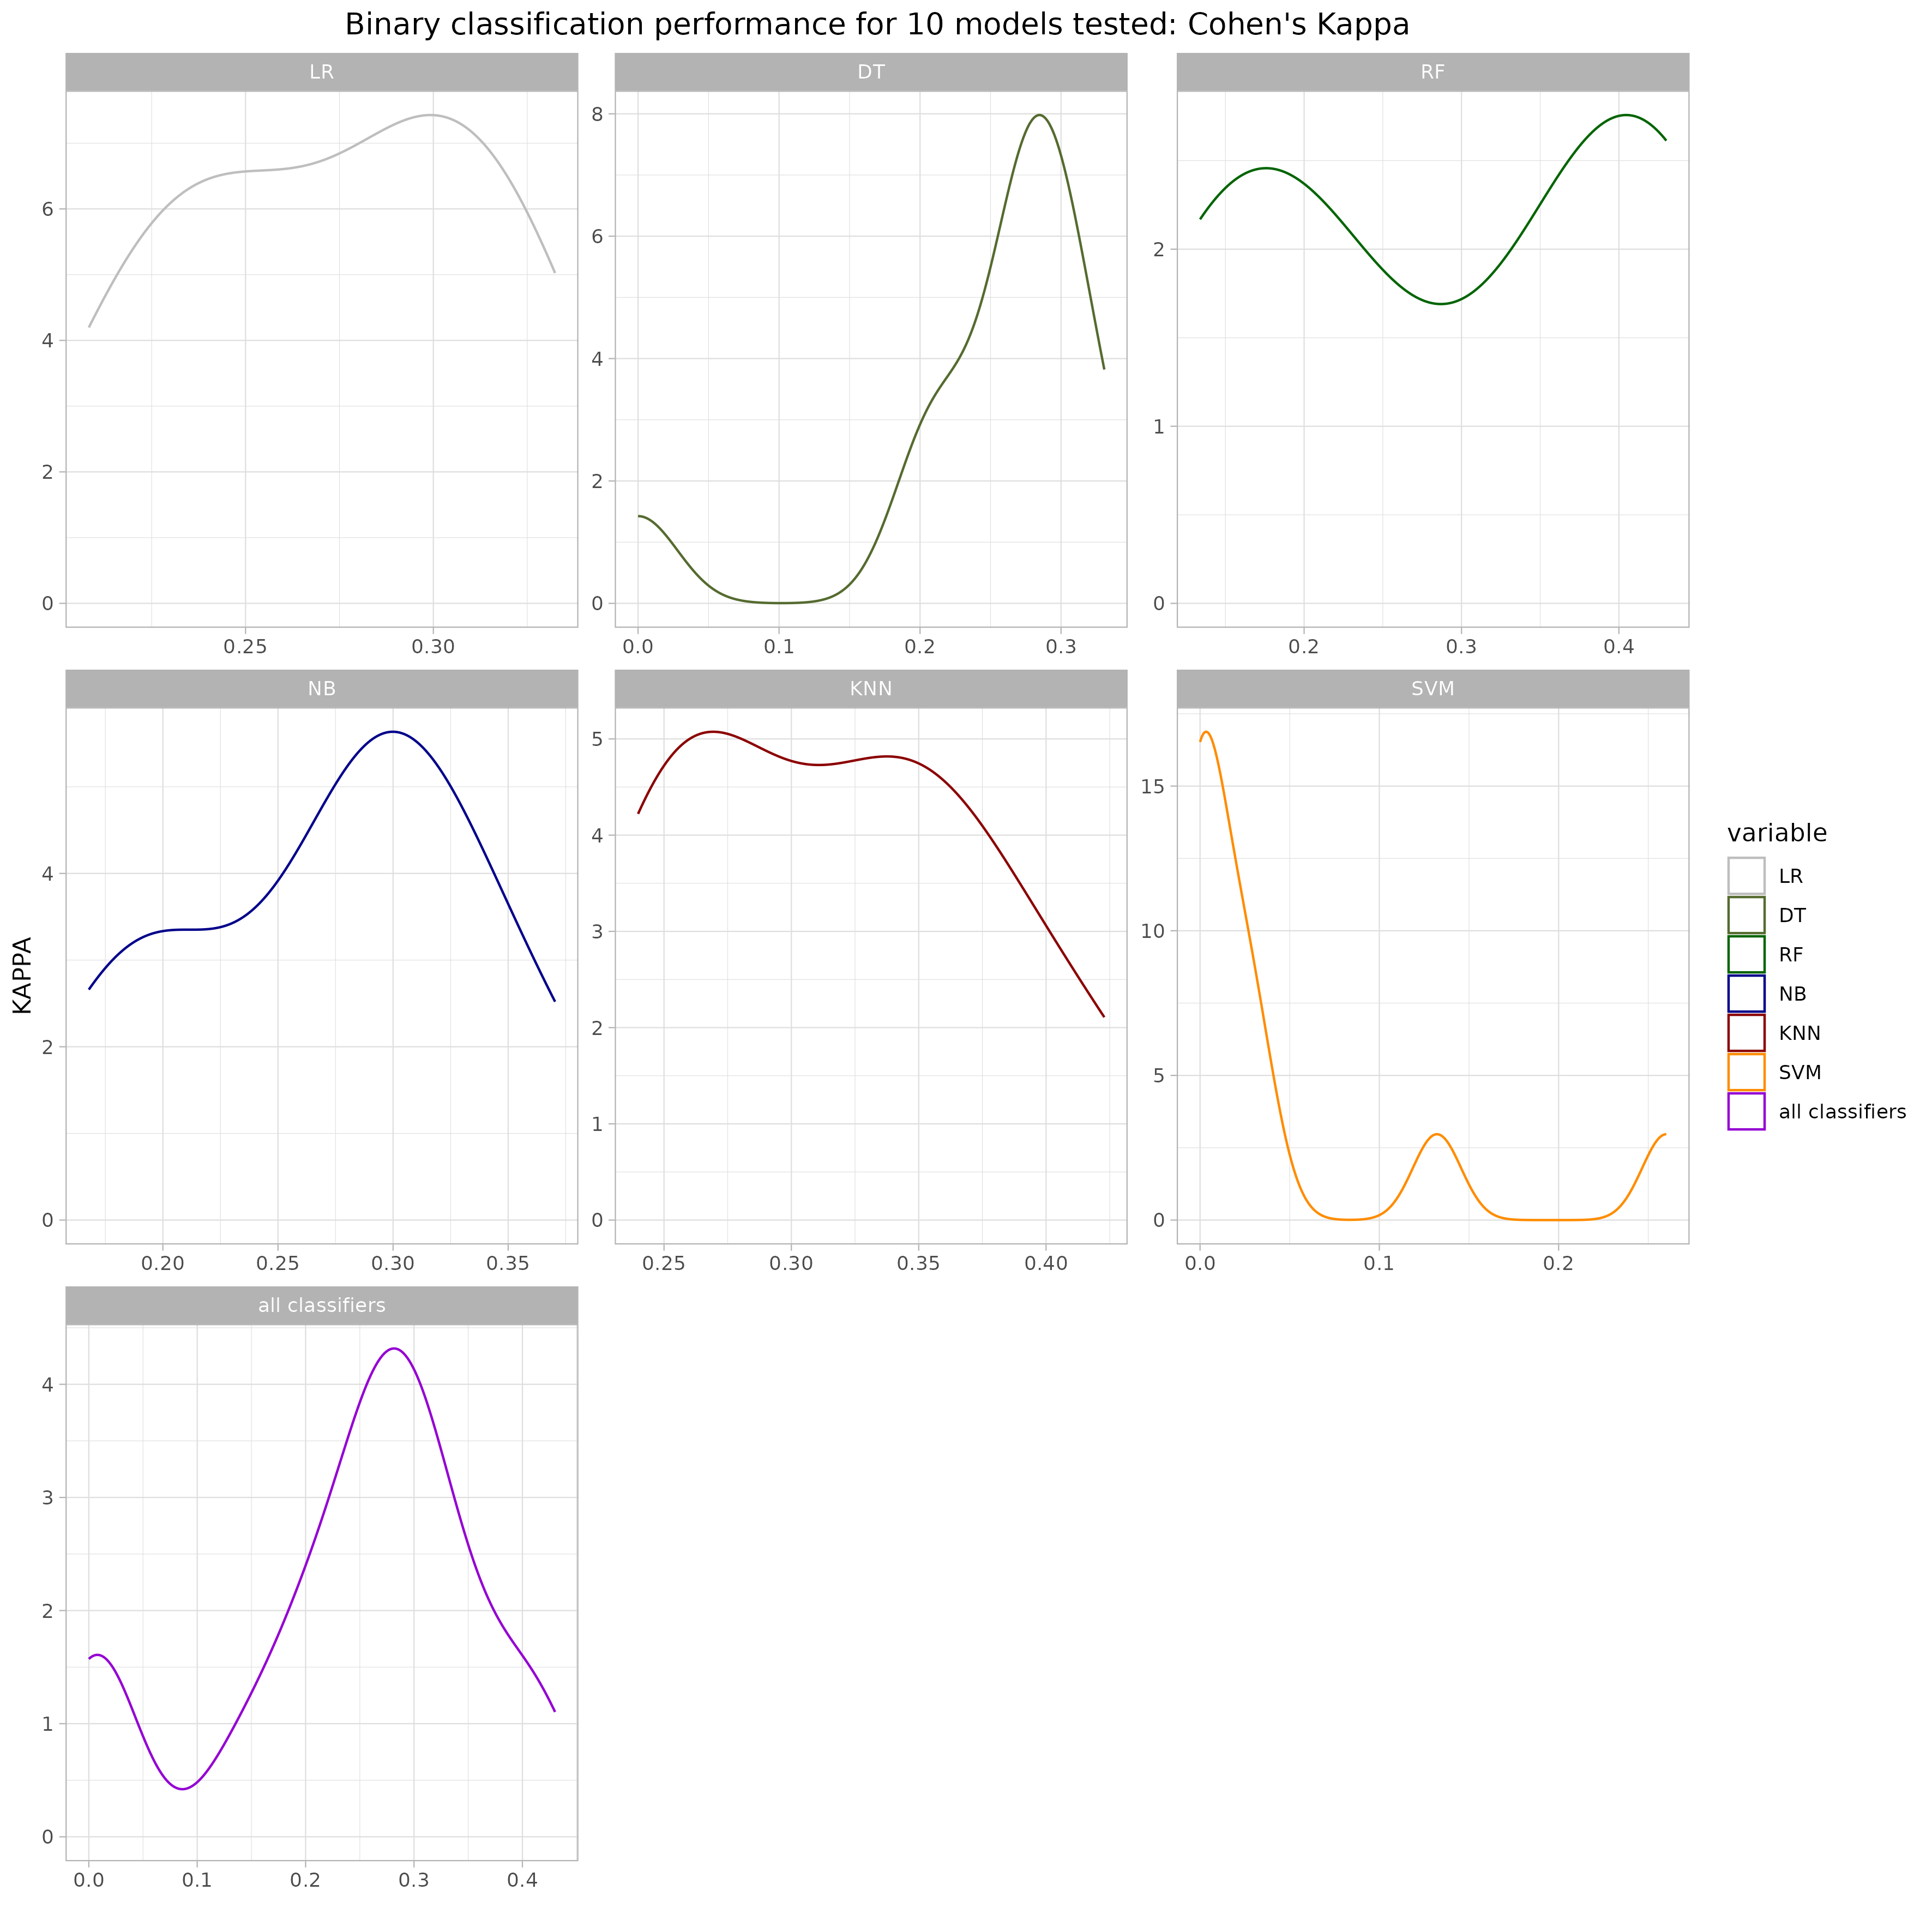 Binary classification performance for 10 models tested: Cohen's Kappa
LR
DT
RF
6
4
2
0
8
6
4
2
0
2
1
0
0.25 0.30
0.0 0.1 0.2 0.3
0.2 0.3 0.4
NB
KNN
SVM
4
2
0
5
4
3
2
1
0
15
10
5
0
0.20 0.25 0.30 0.35
0.25 0.30 0.35 0.40
0.0 0.1 0.2
all classifiers
4
3
2
1
0
0.0 0.1 0.2 0.3 0.4
KAPPA
variable
LR
DT
RF
NB
KNN
SVM
all classifiers